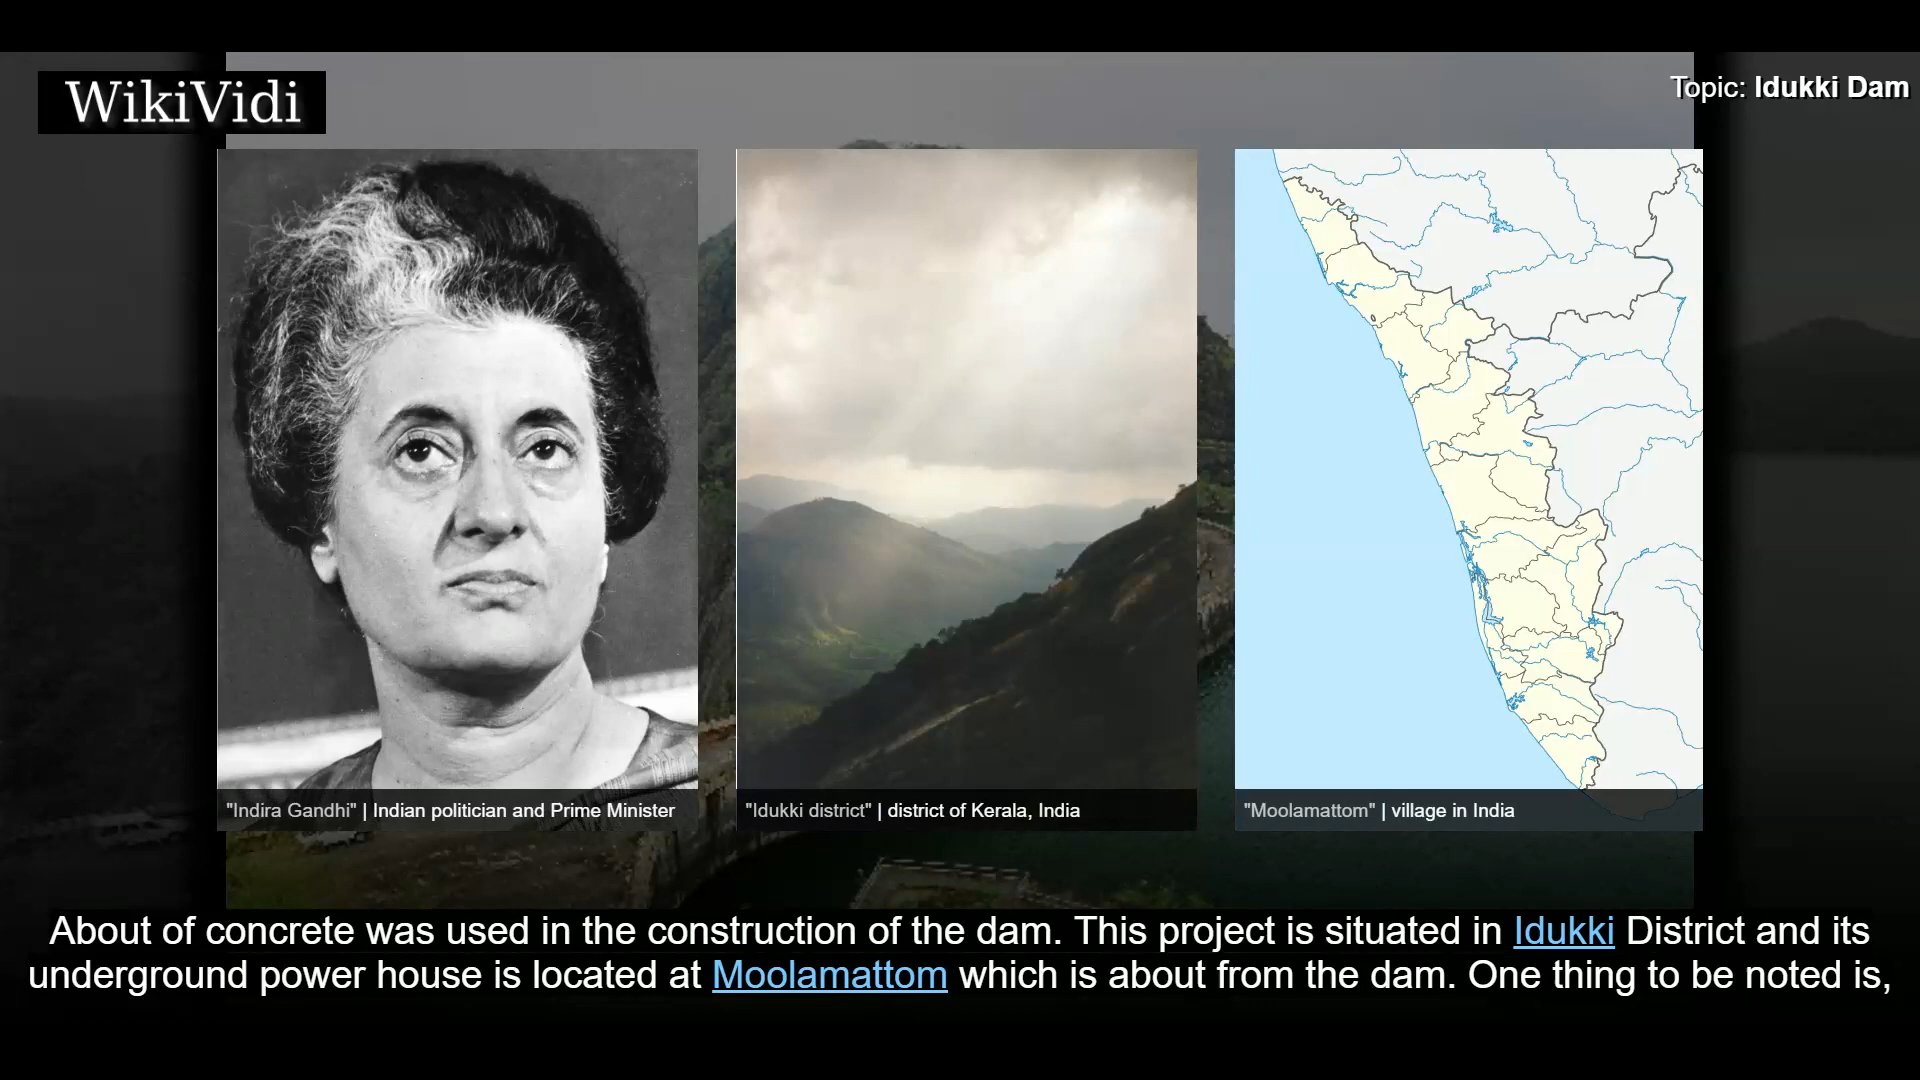 WikiVidi
Topic: Idukki Dam
"Indira Gandhi" | Indian politician and Prime Minister
"Idukki district" | district of Kerala, India
"Moolamattom" | village in India
About of concrete was used in the construction of the dam. This project is situated in Idukki District and its
underground power house is located at Moolamattom which is about from the dam. One thing to be noted is,